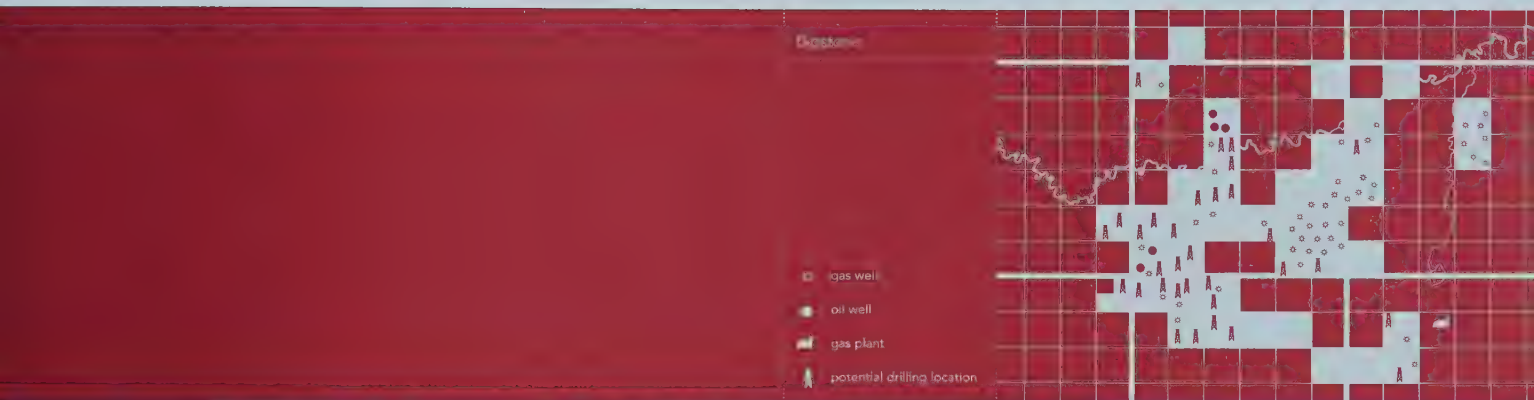 gas well
oil well
gas plant
potential drilling location